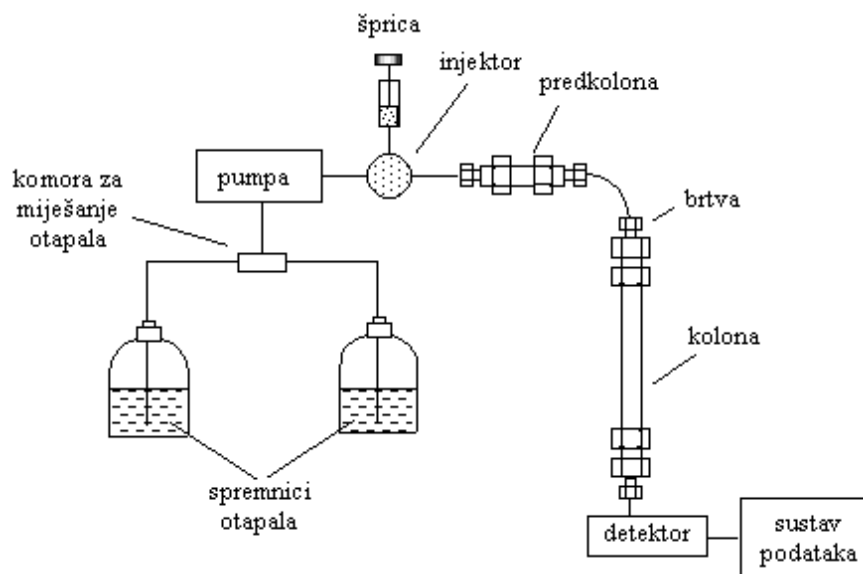 šprica
injektor
predkolona
pumpa
komora za
miješanje
otapala
brtva
kolona
spremnici
otapala
detektor
sustav
podataka